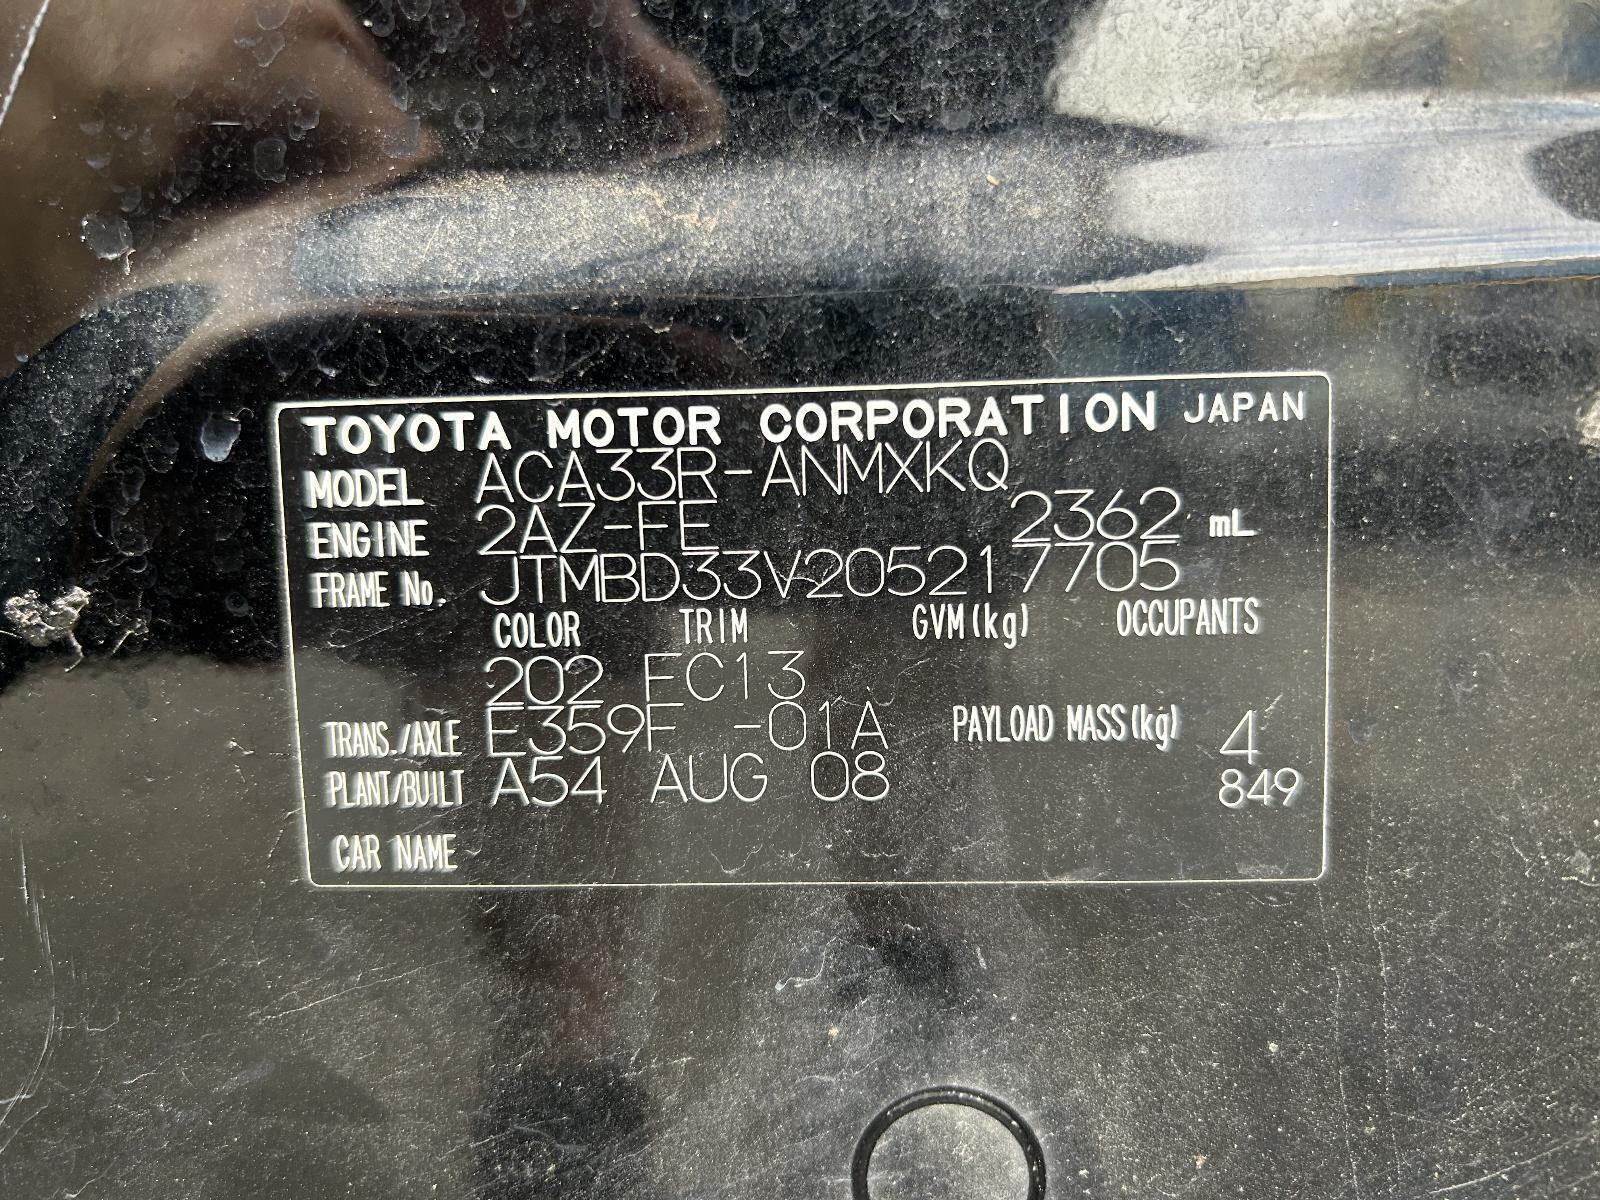 TOYOTA MOTOR CORPORATION JAPAN
MODEL ACA33R-ANMXKQ
ENGINE 2AZ-FE 2362 mL
FRAME No. JTMBD33V205217705
COLOR TRIM GVM(kg) OCCUPANTS
202 FC13
TRANS./AXLE E359F -01A PAYLOAD MASS(kg) 4
PLANT/BUILT A54 AUG 08 849
CAR NAME